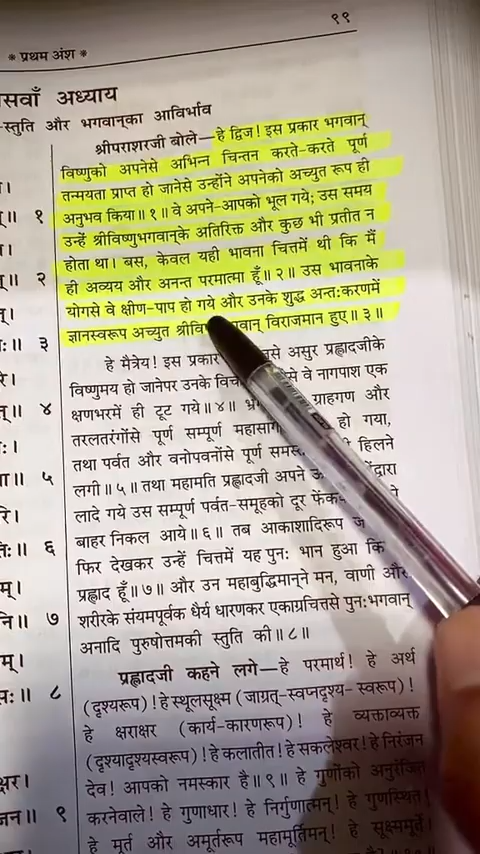 ९९
* प्रथम अंश *
सवाँ अध्याय
स्तुति और भगवान्‌का आविर्भाव
श्रीपराशरजी बोले—हे द्विज! इस प्रकार भगवान्
विष्णुको अपनेसे अभिन्न चिन्तन करते-करते पूर्ण
तन्मयता प्राप्त हो जानेसे उन्होंने अपनेको अच्युत रूप ही
अनुभव किया॥१॥ वे अपने-आपको भूल गये; उस समय
उन्हें श्रीविष्णुभगवान्‌के अतिरिक्त और कुछ भी प्रतीत न
होता था। बस, केवल यही भावना चित्तमें थी कि मैं
ही अव्यय और अनन्त परमात्मा हूँ॥२॥ उस भावनाके
योगसे वे क्षीण-पाप हो गये और उनके शुद्ध अन्तःकरणमें
ज्ञानस्वरूप अच्युत विराजमान हुए॥३॥
हे मैत्रेय! इस प्रकार असुर प्रह्लादजीके
विष्णुमय हो जानेपर उनके वे नागपाश एक
क्षणभरमें ही टूट गये॥४॥ ग्राहगण और
तरलतरंगोंसे पूर्ण सम्पूर्ण हो गया,
तथा पर्वत और वनोपवनोंसे पूर्ण हिलने
लगी॥५॥ तथा महामति प्रह्लादजी अपने
लादे गये उस सम्पूर्ण पर्वत-समूहको दूर
बाहर निकल आये॥६॥ तब आकाशादिरूप
फिर देखकर उन्हें चित्तमें यह पुनः भान हुआ कि
प्रह्लाद हूँ॥७॥ और उन महाबुद्धिमान्‌ने मन, वाणी और
शरीरके संयमपूर्वक धैर्य धारणकर एकाग्रचित्तसे पुनः भगवान्
अनादि पुरुषोत्तमकी स्तुति की॥८॥
प्रह्लादजी कहने लगे—हे परमार्थ! हे अर्थ
(दृश्यरूप)! हे स्थूलसूक्ष्म (जाग्रत्-स्वप्नदृश्य- स्वरूप)!
हे क्षराक्षर (कार्य-कारणरूप)! हे व्यक्ताव्यक्त
(दृश्यादृश्यस्वरूप)! हे कलातीत! हे सकलेश्वर! हे निरंजन
देव! आपको नमस्कार है॥९॥ हे गुणोंको अनुरंजित
करनेवाले! हे गुणाधार! हे निर्गुणात्मन्! हे गुणस्थित!
हे मूर्त और अमूर्तरूप महामूर्तिमन्! हे सूक्ष्ममूर्ते!